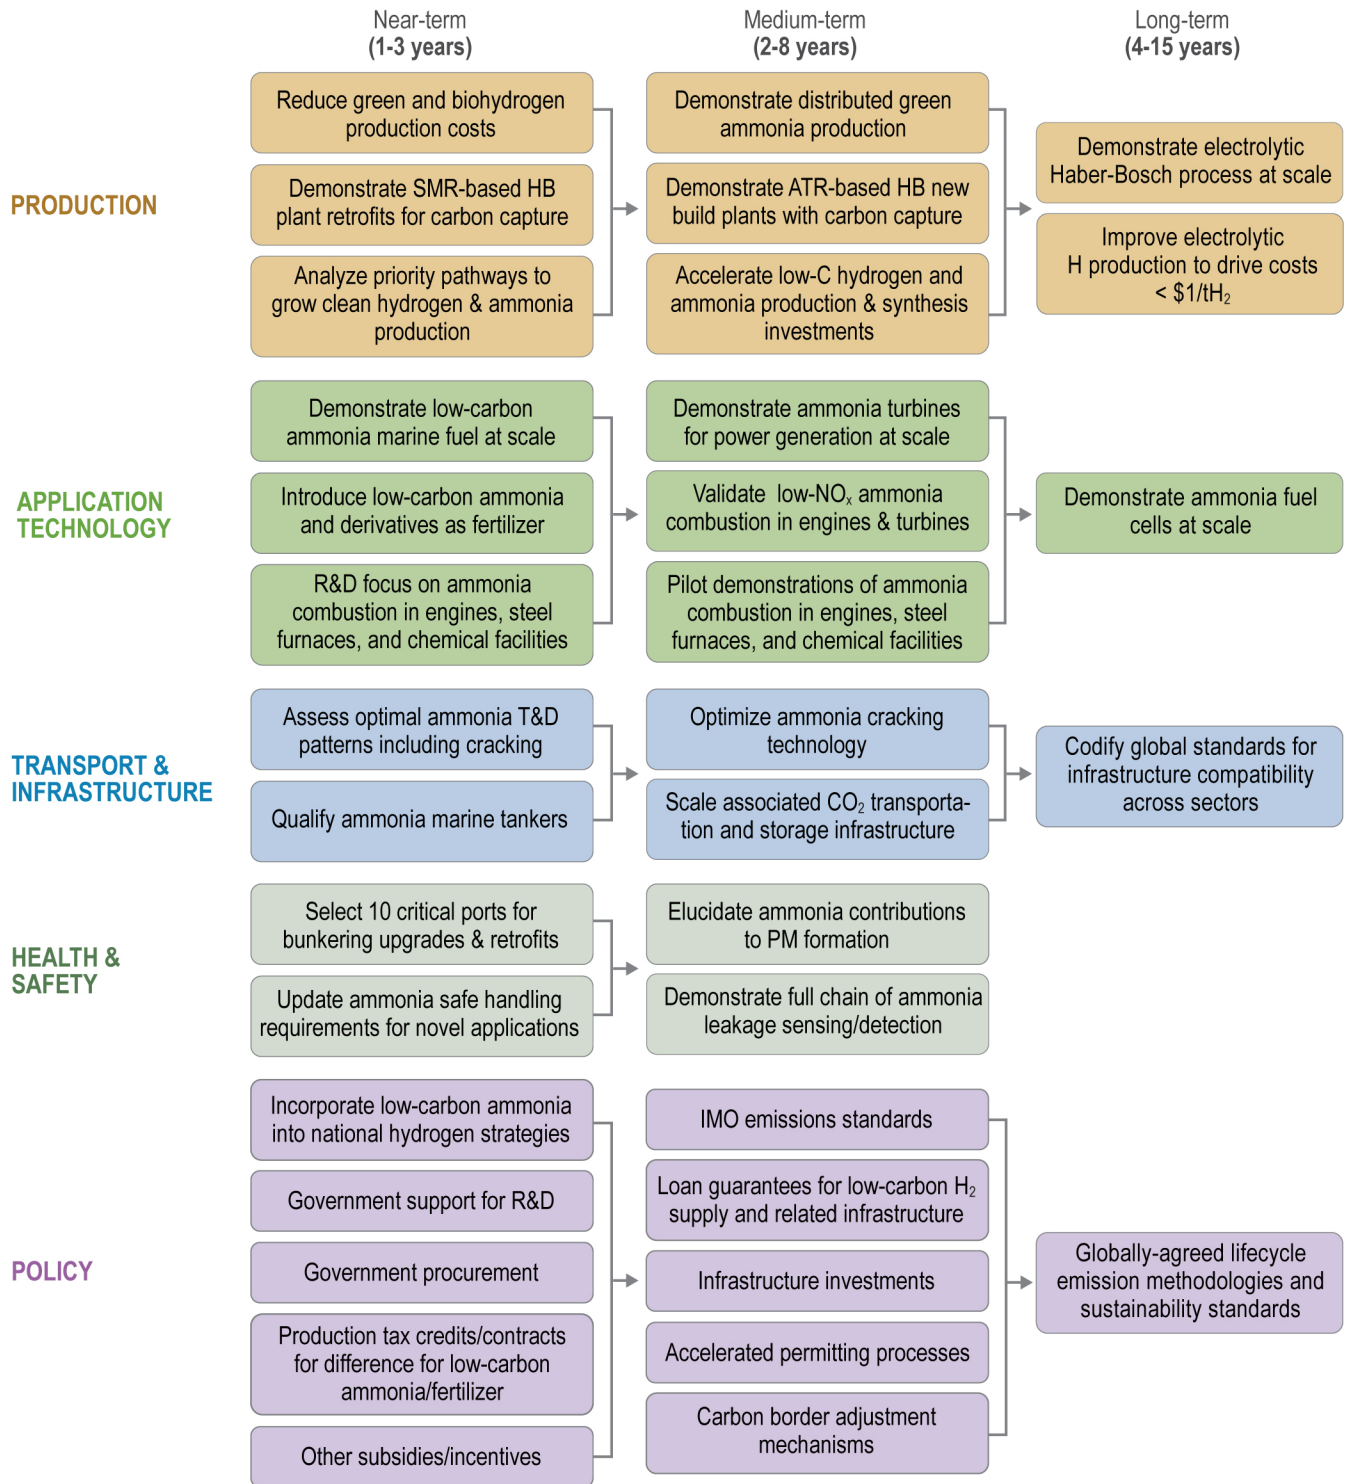 Near-term
(1-3 years)
Medium-term
(2-8 years)
Long-term
(4-15 years)
PRODUCTION
Reduce green and biohydrogen
production costs
Demonstrate SMR-based HB
plant retrofits for carbon capture
Analyze priority pathways to
grow clean hydrogen & ammonia
production
Demonstrate distributed green
ammonia production
Demonstrate ATR-based HB new
build plants with carbon capture
Accelerate low-C hydrogen and
ammonia production & synthesis
investments
Demonstrate electrolytic
Haber-Bosch process at scale
Improve electrolytic
H production to drive costs
< $1/tH₂
APPLICATION
TECHNOLOGY
Demonstrate low-carbon
ammonia marine fuel at scale
Introduce low-carbon ammonia
and derivatives as fertilizer
R&D focus on ammonia
combustion in engines, steel
furnaces, and chemical facilities
Demonstrate ammonia turbines
for power generation at scale
Validate low-NOₓ ammonia
combustion in engines & turbines
Pilot demonstrations of ammonia
combustion in engines, steel
furnaces, and chemical facilities
Demonstrate ammonia fuel
cells at scale
TRANSPORT &
INFRASTRUCTURE
Assess optimal ammonia T&D
patterns including cracking
Qualify ammonia marine tankers
Optimize ammonia cracking
technology
Scale associated CO₂ transporta-
tion and storage infrastructure
Codify global standards for
infrastructure compatibility
across sectors
HEALTH &
SAFETY
Select 10 critical ports for
bunkering upgrades & retrofits
Update ammonia safe handling
requirements for novel applications
Elucidate ammonia contributions
to PM formation
Demonstrate full chain of ammonia
leakage sensing/detection
POLICY
Incorporate low-carbon ammonia
into national hydrogen strategies
Government support for R&D
Government procurement
Production tax credits/contracts
for difference for low-carbon
ammonia/fertilizer
Other subsidies/incentives
IMO emissions standards
Loan guarantees for low-carbon H₂
supply and related infrastructure
Infrastructure investments
Accelerated permitting processes
Carbon border adjustment
mechanisms
Globally-agreed lifecycle
emission methodologies and
sustainability standards